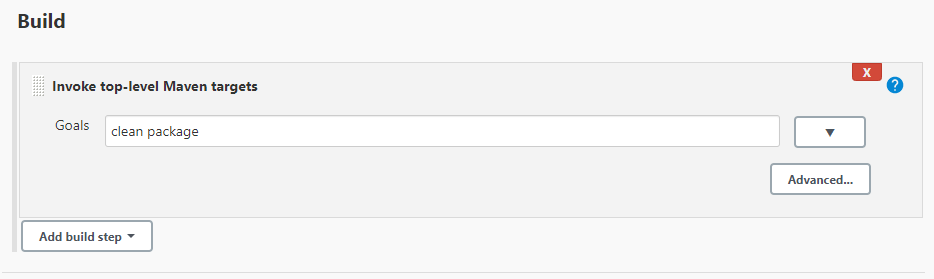 Build
Invoke top-level Maven targets
X
?
Goals
clean package
▼
Advanced...
Add build step